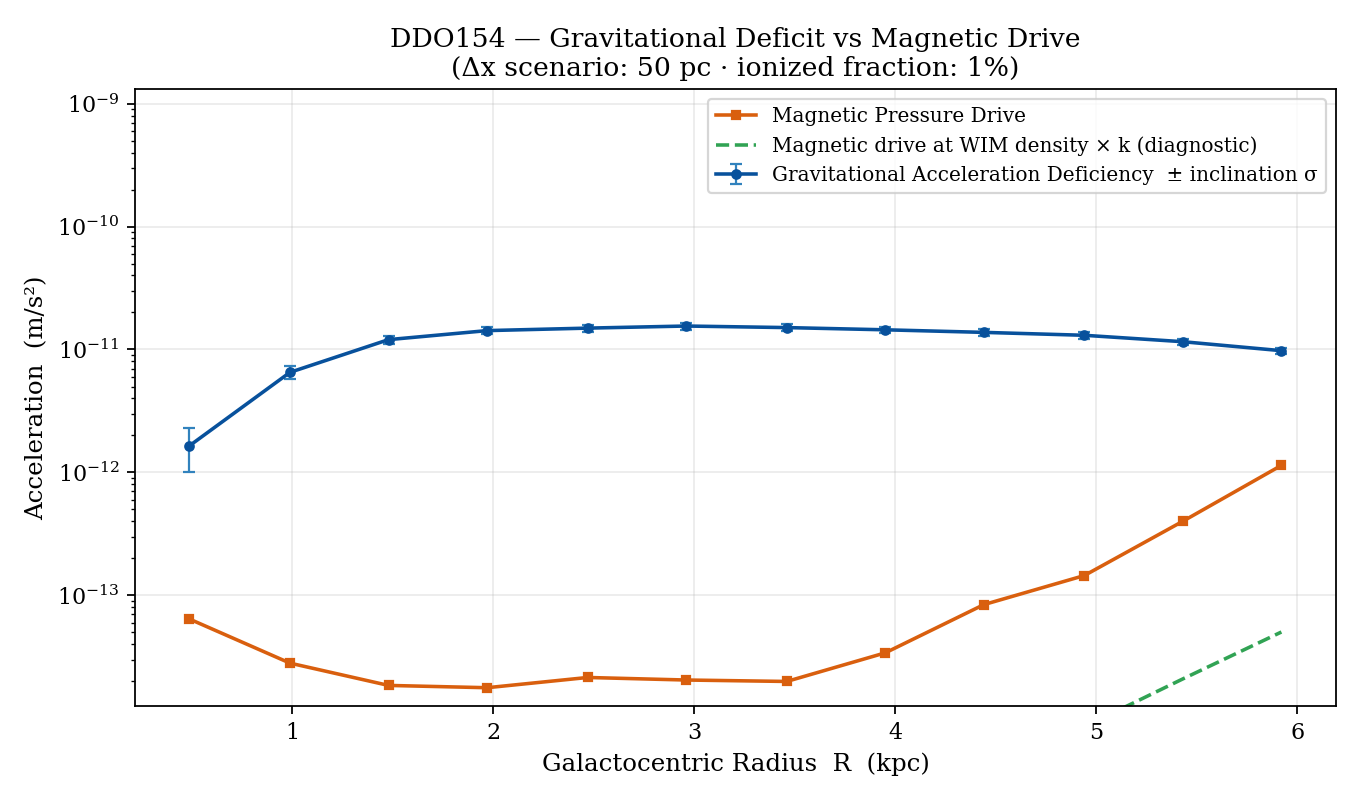 DDO154 — Gravitational Deficit vs Magnetic Drive
(Δx scenario: 50 pc · ionized fraction: 1%)
Magnetic Pressure Drive
Magnetic drive at WIM density × k (diagnostic)
Gravitational Acceleration Deficiency ± inclination σ
Acceleration (m/s²)
10⁻⁹
10⁻¹⁰
10⁻¹¹
10⁻¹²
10⁻¹³
1 2 3 4 5 6
Galactocentric Radius R (kpc)